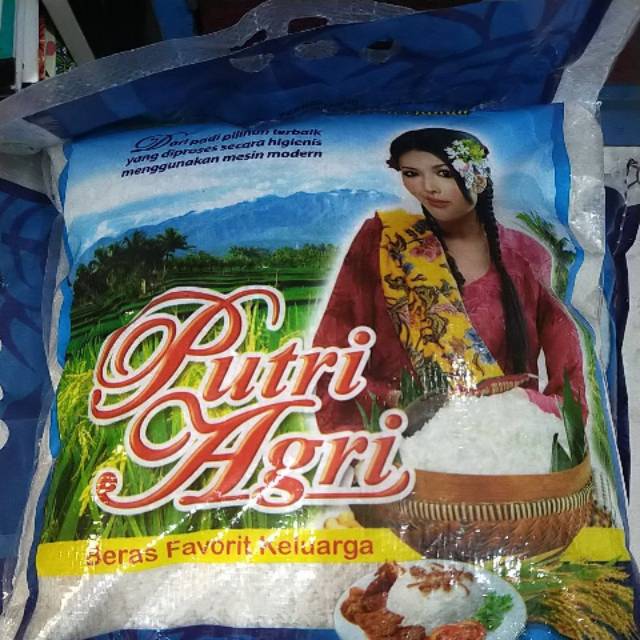 Dari padi pilihan terbaik
yang diproses secara higienis
menggunakan mesin modern
Putri
Agri
Beras Favorit Keluarga